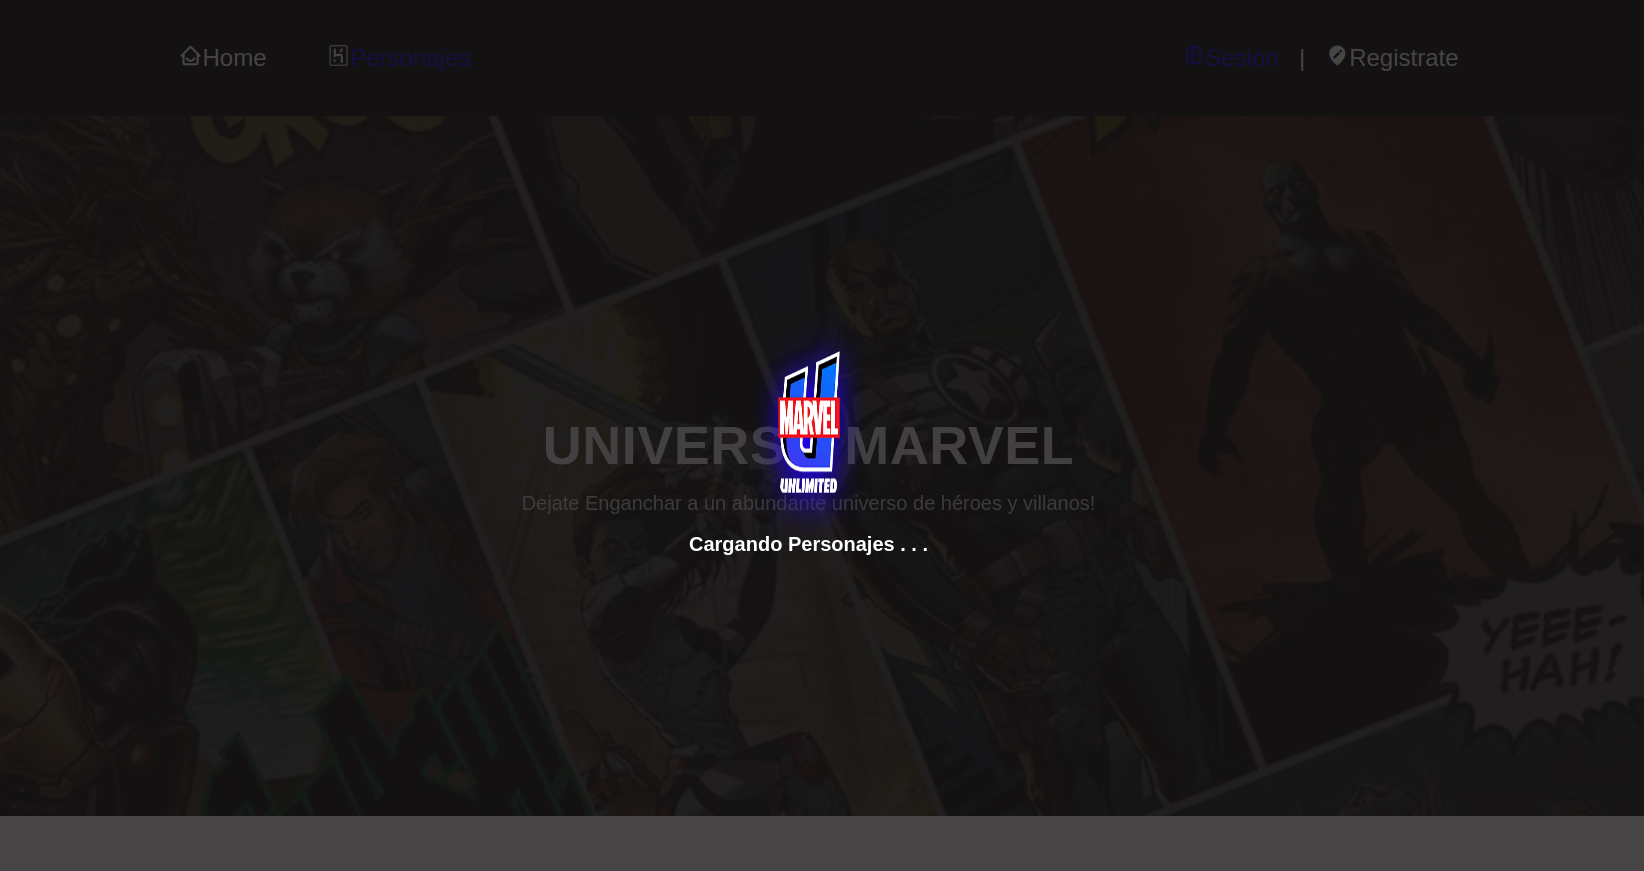 Home
Personajes
Sesión
|
Registrate
MARVEL
UNLIMITED
UNIVERS MARVEL
Dejate Enganchar a un abundante universo de héroes y villanos!
Cargando Personajes . . .
YEEE-
HAH!